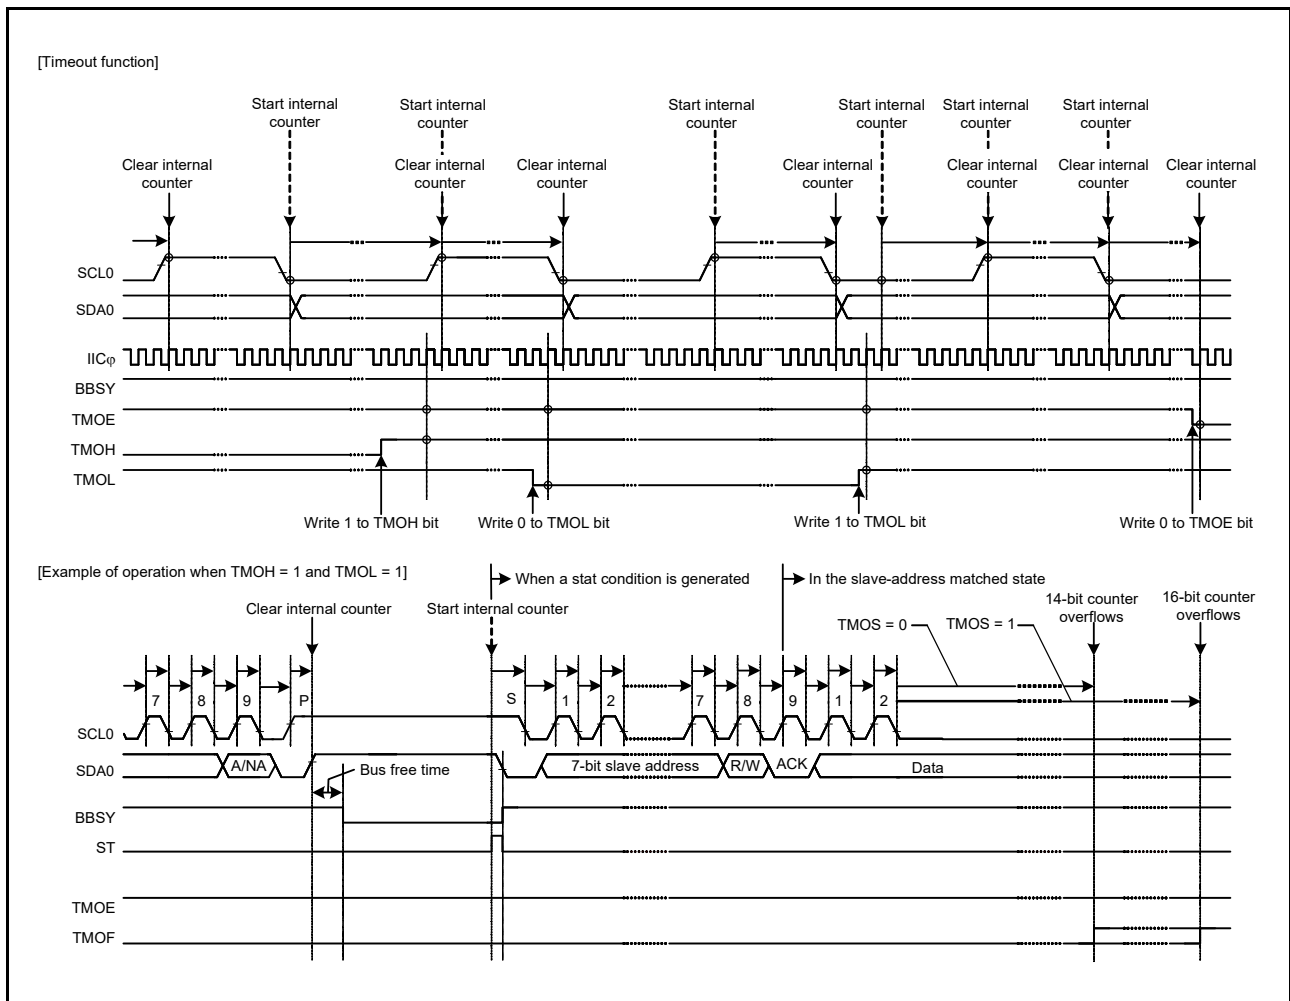 [Timeout function]
Start internal
counter
Start internal
counter
Start internal
counter
Start internal
counter
Start internal
counter
Start internal
counter
Clear internal
counter
Clear internal
counter
Clear internal
counter
Clear internal
counter
Clear internal
counter
Clear internal
counter
Clear internal
counter
SCL0
SDA0
IICφ
BBSY
TMOE
TMOH
TMOL
Write 1 to TMOH bit
Write 0 to TMOL bit
Write 1 to TMOL bit
Write 0 to TMOE bit
[Example of operation when TMOH = 1 and TMOL = 1]
When a stat condition is generated
In the slave-address matched state
Clear internal counter
Start internal counter
14-bit counter
overflows
16-bit counter
overflows
TMOS = 0
TMOS = 1
7 8 9 P S 1 2 7 8 9 1 2
SCL0
SDA0
A/NA
7-bit slave address
R/W
ACK
Data
Bus free time
BBSY
ST
TMOE
TMOF